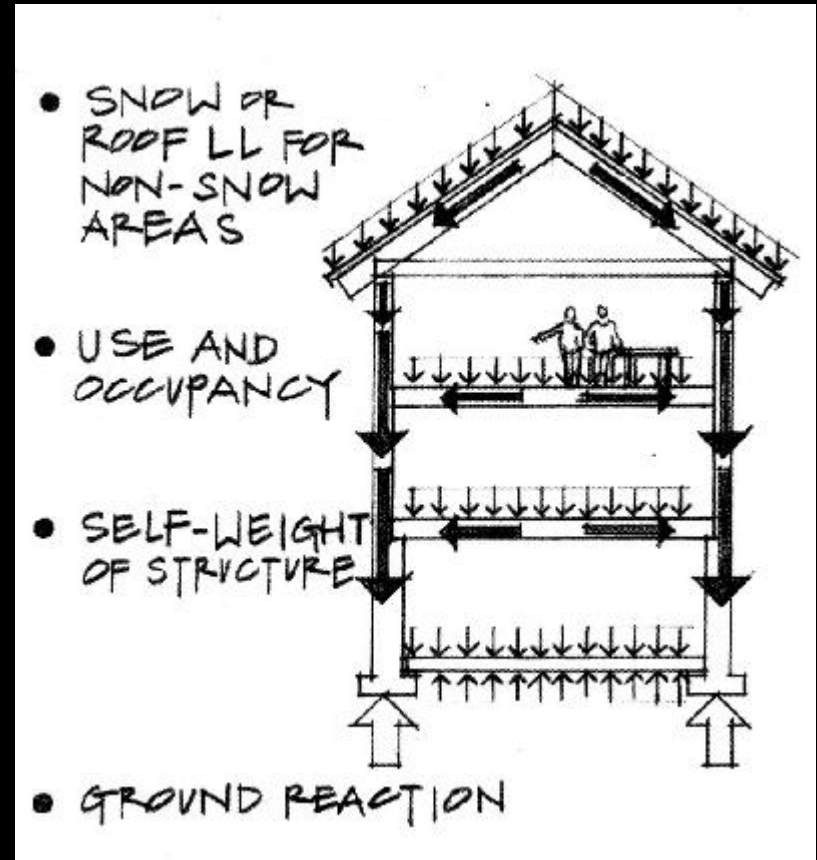 • SNOW OR
ROOF LL FOR
NON-SNOW
AREAS
• USE AND
OCCUPANCY
• SELF-WEIGHT
OF STRUCTURE
• GROUND REACTION